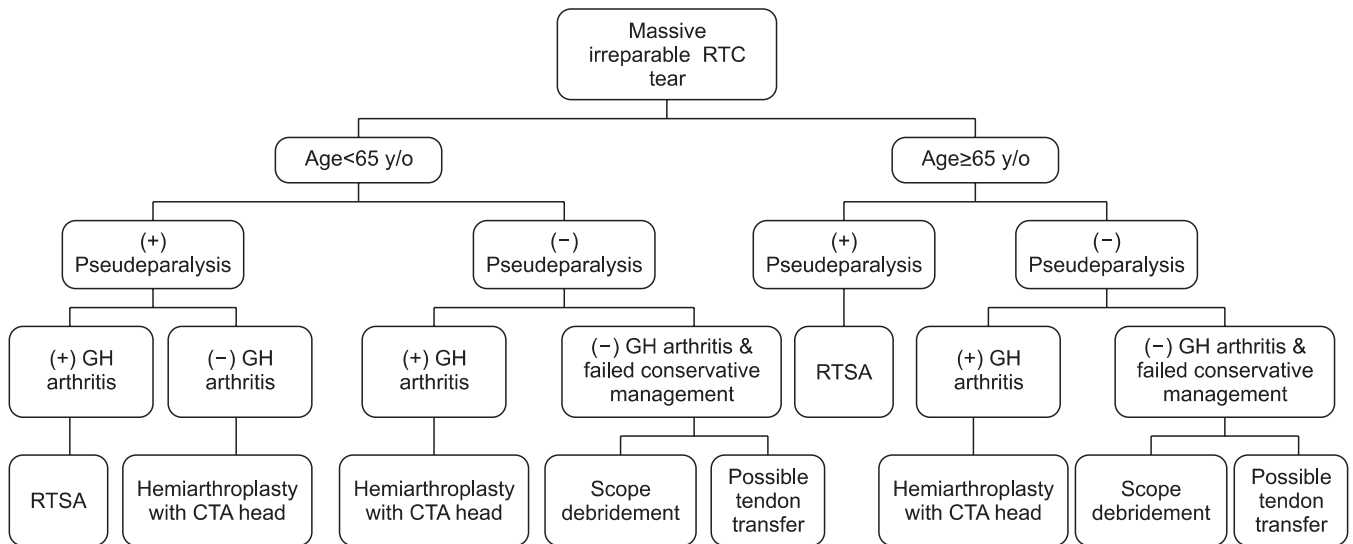 Massive
irreparable RTC
tear
Age<65 y/o
Age≥65 y/o
(+)
Pseudeparalysis
(−)
Pseudeparalysis
(+)
Pseudeparalysis
(−)
Pseudeparalysis
(+) GH
arthritis
(−) GH
arthritis
(+) GH
arthritis
(−) GH arthritis &
failed conservative
management
RTSA
(+) GH
arthritis
(−) GH arthritis &
failed conservative
management
RTSA
Hemiarthroplasty
with CTA head
Hemiarthroplasty
with CTA head
Scope
debridement
Possible
tendon
transfer
Hemiarthroplasty
with CTA head
Scope
debridement
Possible
tendon
transfer